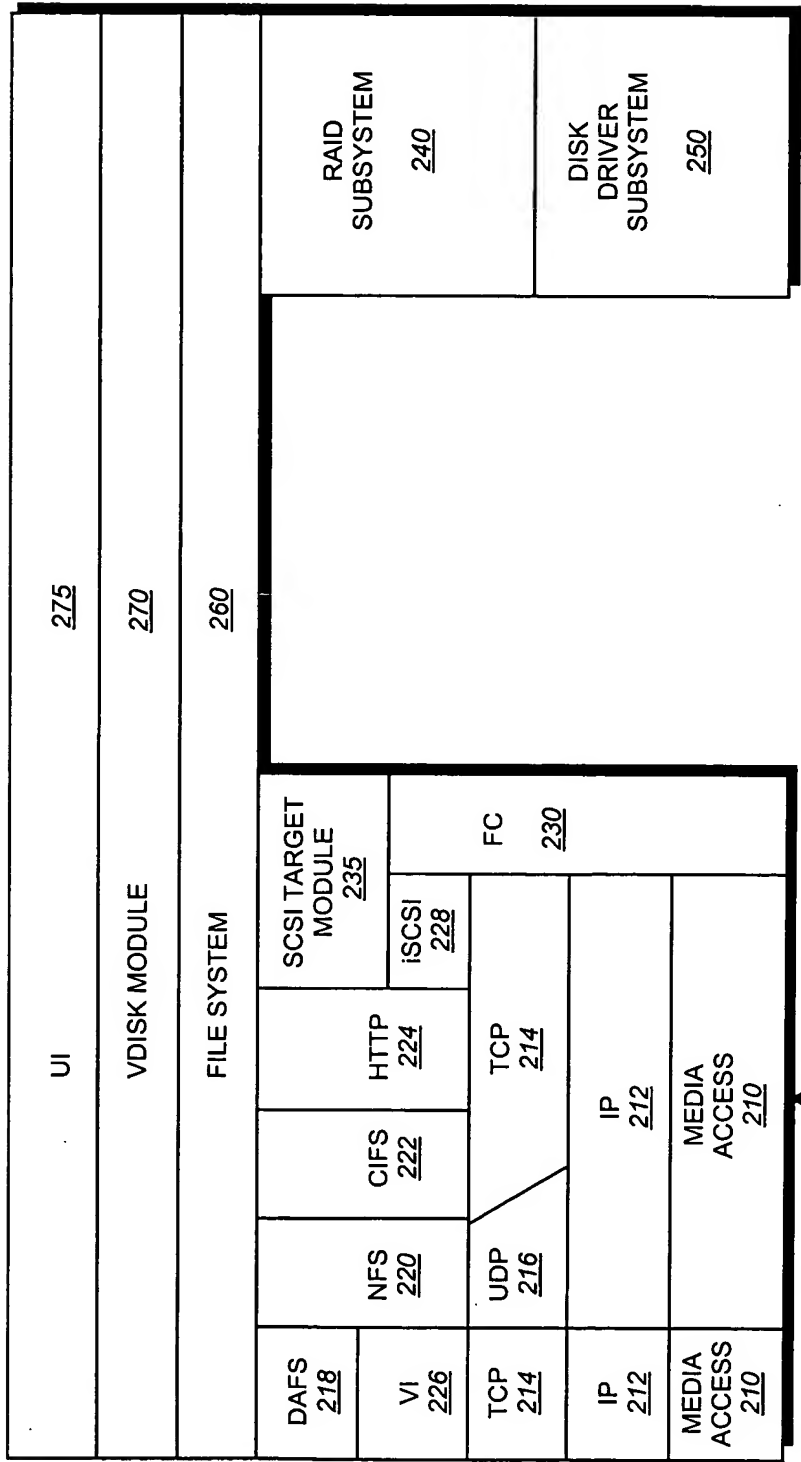 UI
275
VDISK MODULE
270
FILE SYSTEM
260
DAFS
218
VI
226
TCP
214
IP
212
MEDIA
ACCESS
210
NFS
220
CIFS
222
HTTP
224
UDP
216
TCP
214
IP
212
MEDIA
ACCESS
210
SCSI TARGET
MODULE
235
iSCSI
228
FC
230
RAID
SUBSYSTEM
240
DISK
DRIVER
SUBSYSTEM
250